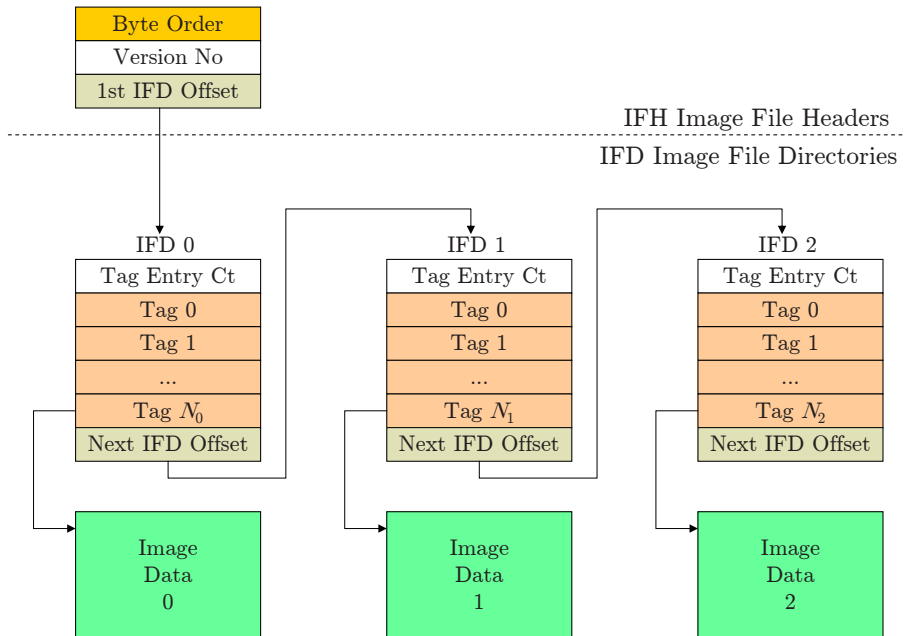 Byte Order
Version No
1st IFD Offset
IFH Image File Headers
IFD Image File Directories
IFD 0
Tag Entry Ct
Tag 0
Tag 1
...
Tag N₀
Next IFD Offset
Image
Data
0
IFD 1
Tag Entry Ct
Tag 0
Tag 1
...
Tag N₁
Next IFD Offset
Image
Data
1
IFD 2
Tag Entry Ct
Tag 0
Tag 1
...
Tag N₂
Next IFD Offset
Image
Data
2